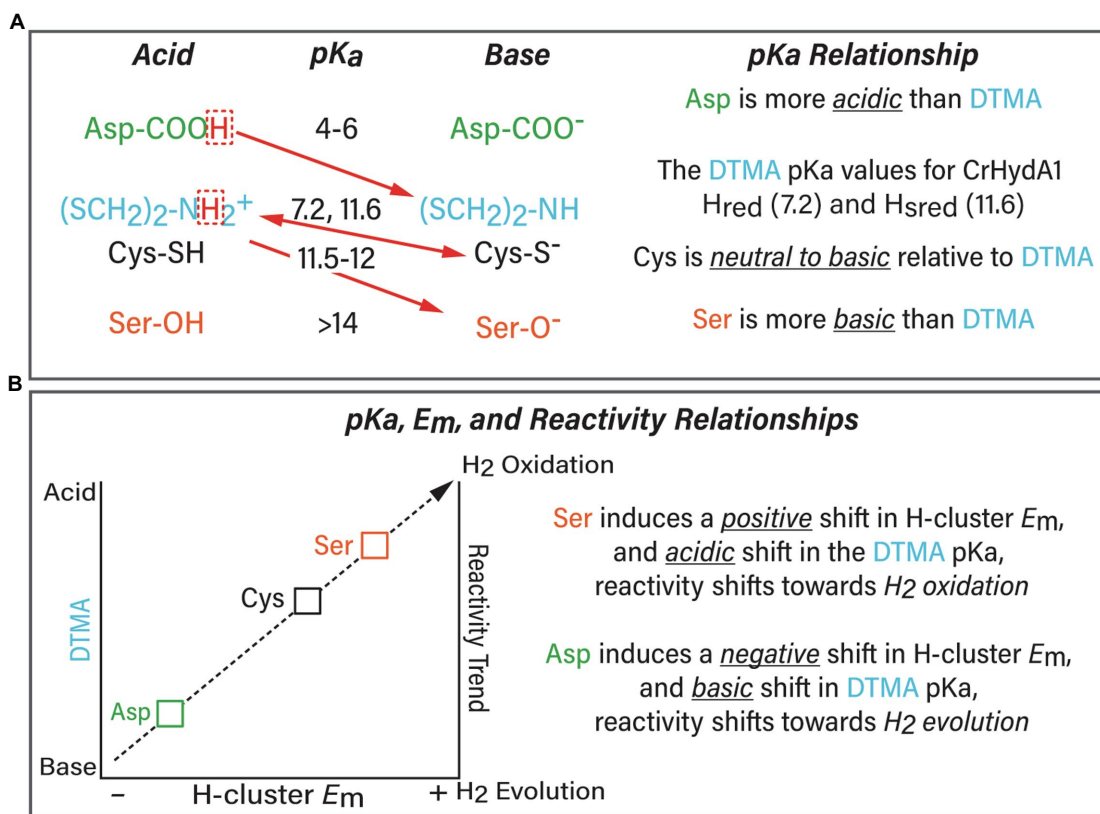 A
Acid pKa Base pKa Relationship
Asp-COOH 4-6 Asp-COO⁻ Asp is more acidic than DTMA
(SCH2)2-NH2⁺ 7.2, 11.6 (SCH2)2-NH The DTMA pKa values for CrHydA1
Hred (7.2) and Hsred (11.6)
Cys-SH 11.5-12 Cys-S⁻ Cys is neutral to basic relative to DTMA
Ser-OH >14 Ser-O⁻ Ser is more basic than DTMA
B
pKa, Em, and Reactivity Relationships
H2 Oxidation
Acid
Ser
Cys
Asp
Base
DTMA
Reactivity Trend
– H-cluster Em + H2 Evolution
Ser induces a positive shift in H-cluster Em,
and acidic shift in the DTMA pKa,
reactivity shifts towards H2 oxidation
Asp induces a negative shift in H-cluster Em,
and basic shift in DTMA pKa,
reactivity shifts towards H2 evolution